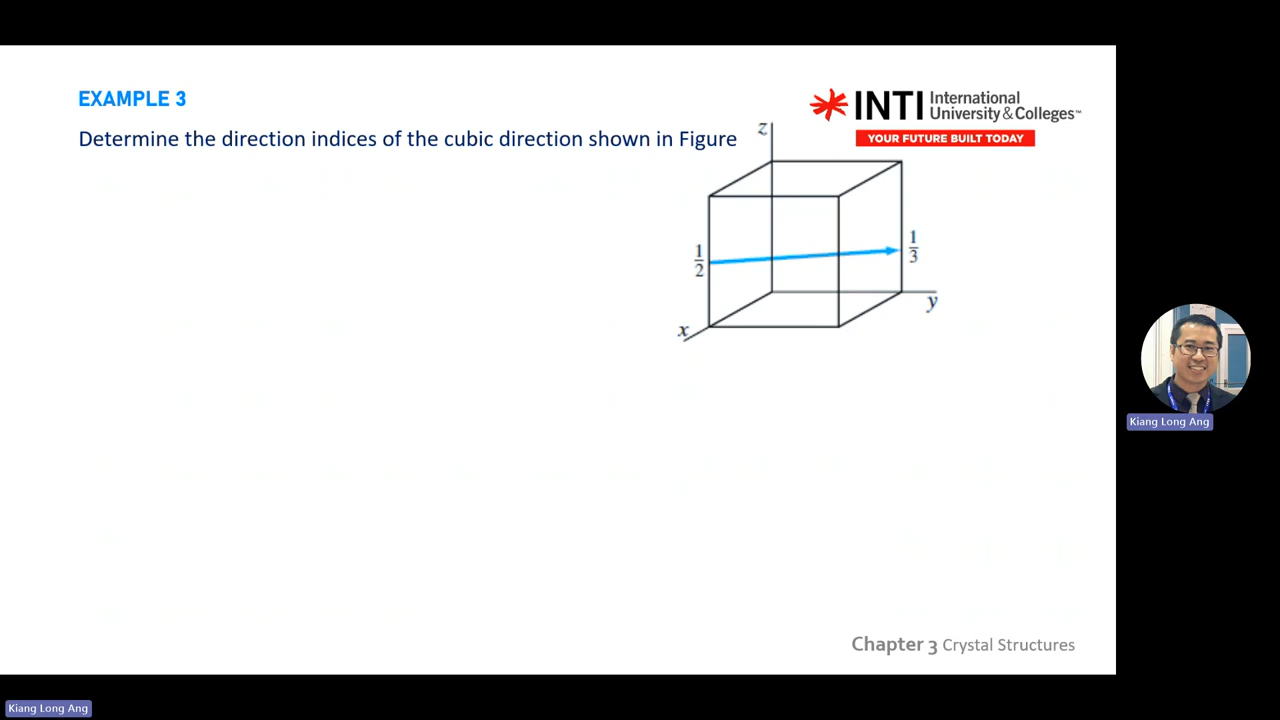 EXAMPLE 3
INTI International University & Colleges™
YOUR FUTURE BUILT TODAY
Determine the direction indices of the cubic direction shown in Figure
z
1/2
1/3
y
x
Kiang Long Ang
Chapter 3 Crystal Structures
Kiang Long Ang